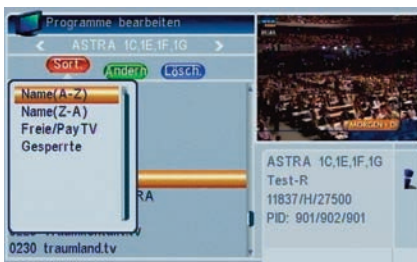 Programme bearbeiten
ASTRA 1C,1E,1F,1G
Sort. Ändern Lösch.
Name(A-Z)
Name(Z-A)
Freie/PayTV
Gesperrte
RA
0230 traumland.tv
ASTRA 1C,1E,1F,1G
Test-R
11837/H/27500
PID: 901/902/901